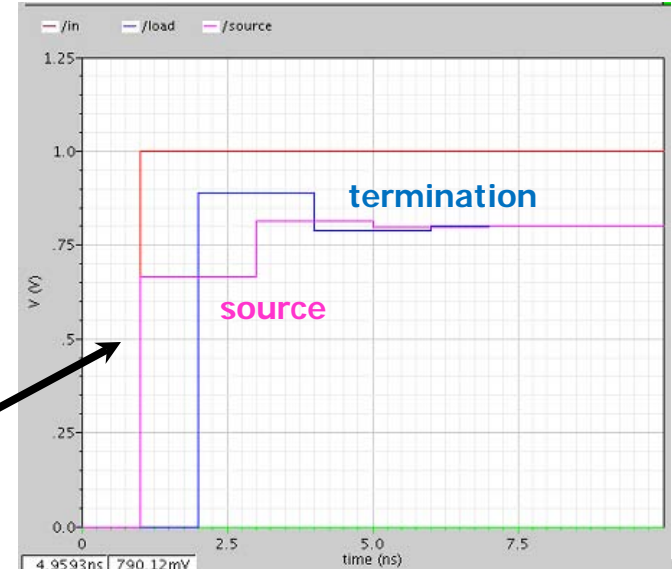 /in /load /source
1.25
1.0
.75
.5
.25
0.0
V (V)
termination
source
0 2.5 5.0 7.5
time (ns)
4.9593ns 790.12mV